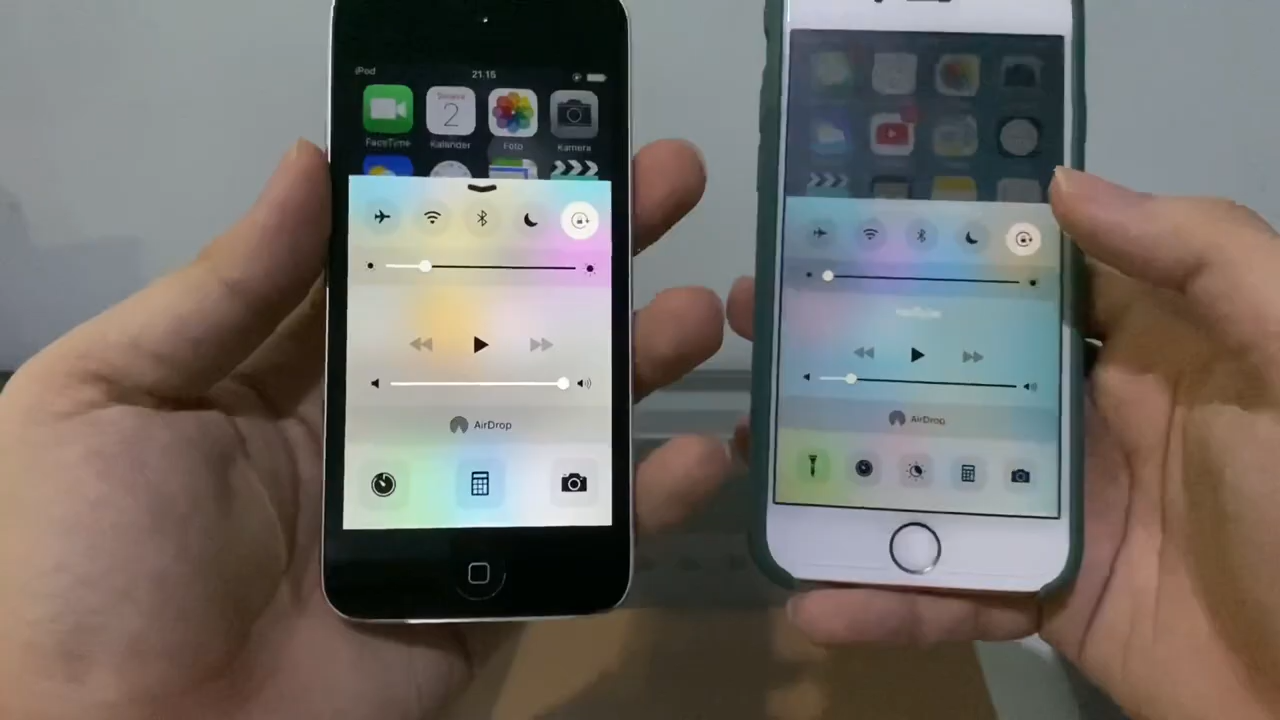 iPod
21.15
2
FaceTime
Kalender
Foto
Kamera
AirDrop
AirDrop